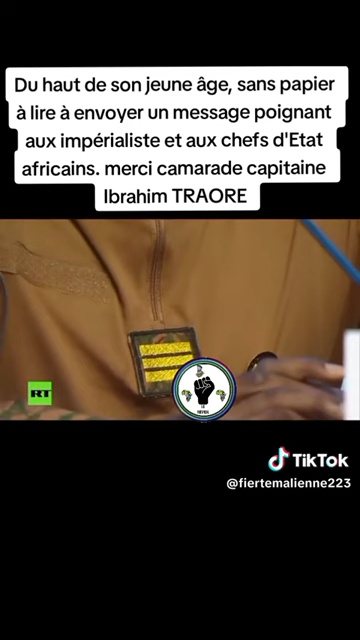 Du haut de son jeune âge, sans papier
à lire à envoyer un message poignant
aux impérialiste et aux chefs d'Etat
africains. merci camarade capitaine
Ibrahim TRAORE
RT
TikTok
@fiertemalienne223